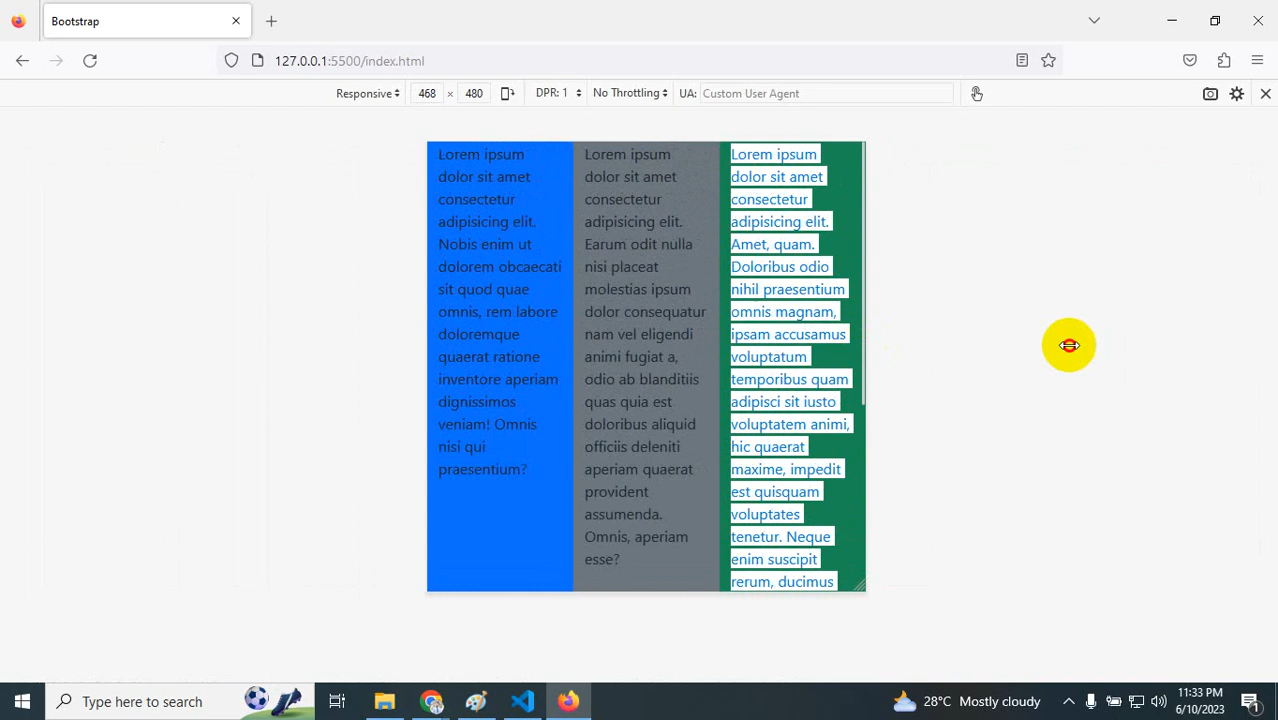 Bootstrap
127.0.0.1:5500/index.html
Responsive 468 × 480 DPR: 1 No Throttling UA: Custom User Agent
Lorem ipsum
dolor sit amet
consectetur
adipisicing elit.
Nobis enim ut
dolorem obcaecati
sit quod quae
omnis, rem labore
doloremque
quaerat ratione
inventore aperiam
dignissimos
veniam! Omnis
nisi qui
praesentium?
Lorem ipsum
dolor sit amet
consectetur
adipisicing elit.
Earum odit nulla
nisi placeat
molestias ipsum
dolor consequatur
nam vel eligendi
animi fugiat a,
odio ab blanditiis
quas quia est
doloribus aliquid
officiis deleniti
aperiam quaerat
provident
assumenda.
Omnis, aperiam
esse?
Lorem ipsum
dolor sit amet
consectetur
adipisicing elit.
Amet, quam.
Doloribus odio
nihil praesentium
omnis magnam,
ipsam accusamus
voluptatum
temporibus quam
adipisci sit iusto
voluptatem animi,
hic quaerat
maxime, impedit
est quisquam
voluptates
tenetur. Neque
enim suscipit
rerum, ducimus
Type here to search
28°C Mostly cloudy
11:33 PM
6/10/2023
1